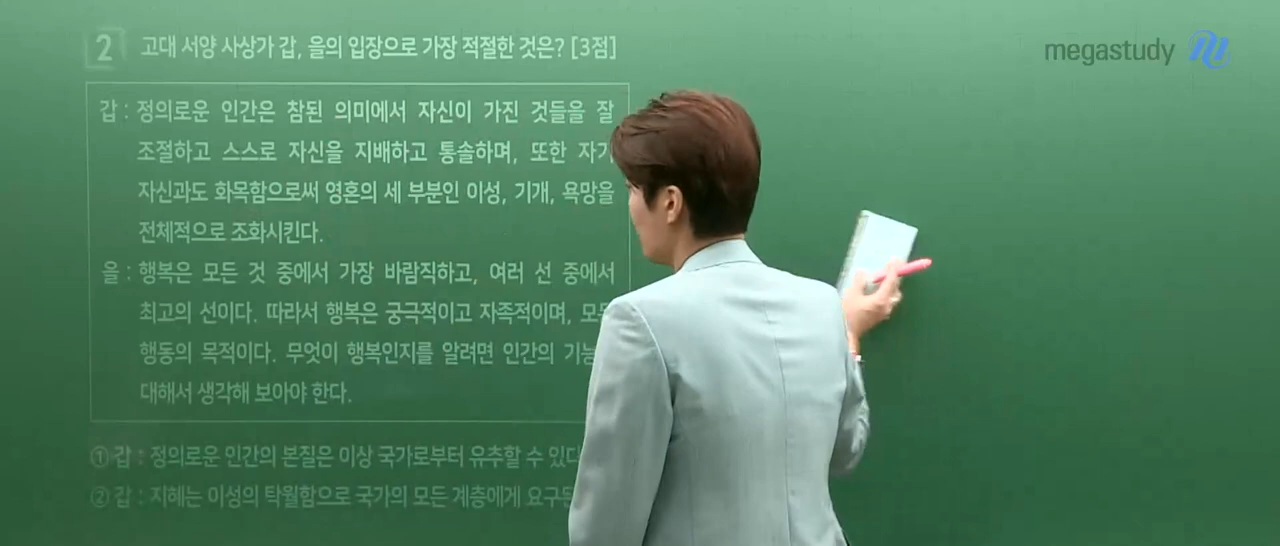 2 고대 서양 사상가 갑, 을의 입장으로 가장 적절한 것은? [3점]
megastudy
갑 : 정의로운 인간은 참된 의미에서 자신이 가진 것들을 잘
조절하고 스스로 자신을 지배하고 통솔하며, 또한 자기
자신과도 화목함으로써 영혼의 세 부분인 이성, 기개, 욕망을
전체적으로 조화시킨다.
을 : 행복은 모든 것 중에서 가장 바람직하고, 여러 선 중에서
최고의 선이다. 따라서 행복은 궁극적이고 자족적이며, 모든
행동의 목적이다. 무엇이 행복인지를 알려면 인간의
대해서 생각해 보아야 한다.
① 갑 : 정의로운 인간의 본질은 이상 국가로부터 유추할 수 있다
② 갑 : 지혜는 이성의 탁월함으로 국가의 모든 계층에게